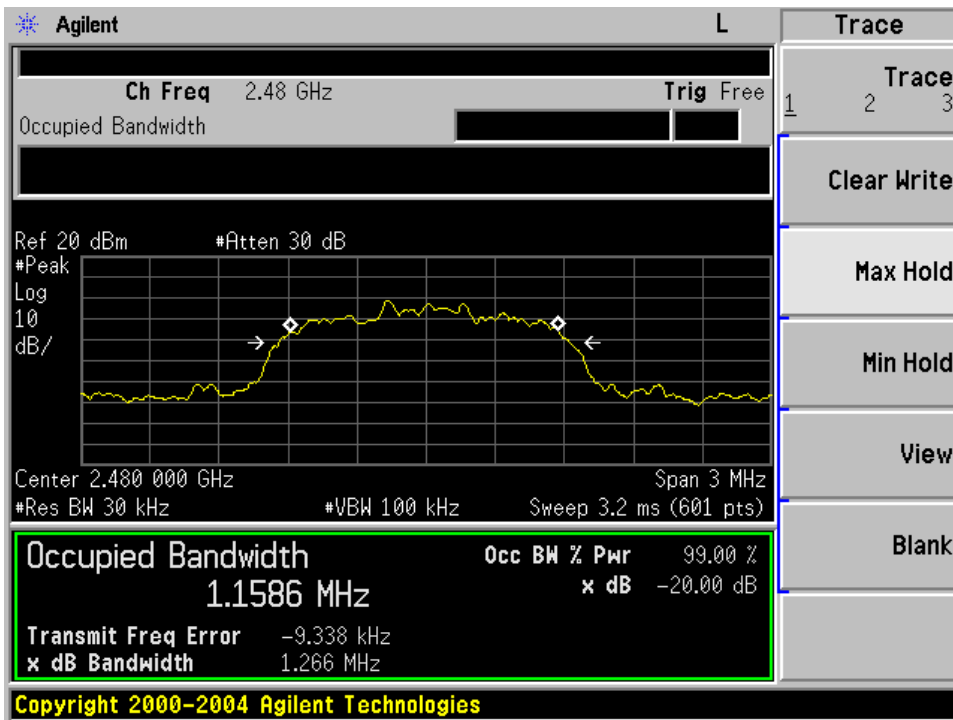 Agilent L Trace
Ch Freq 2.48 GHz Trig Free
Occupied Bandwidth
Trace
1 2 3
Clear Write
Max Hold
Min Hold
View
Blank
Ref 20 dBm #Atten 30 dB
#Peak
Log
10
dB/
Center 2.480 000 GHz Span 3 MHz
#Res BW 30 kHz #VBW 100 kHz Sweep 3.2 ms (601 pts)
Occupied Bandwidth Occ BW % Pwr 99.00 %
1.1586 MHz x dB -20.00 dB
Transmit Freq Error -9.338 kHz
x dB Bandwidth 1.266 MHz
Copyright 2000-2004 Agilent Technologies